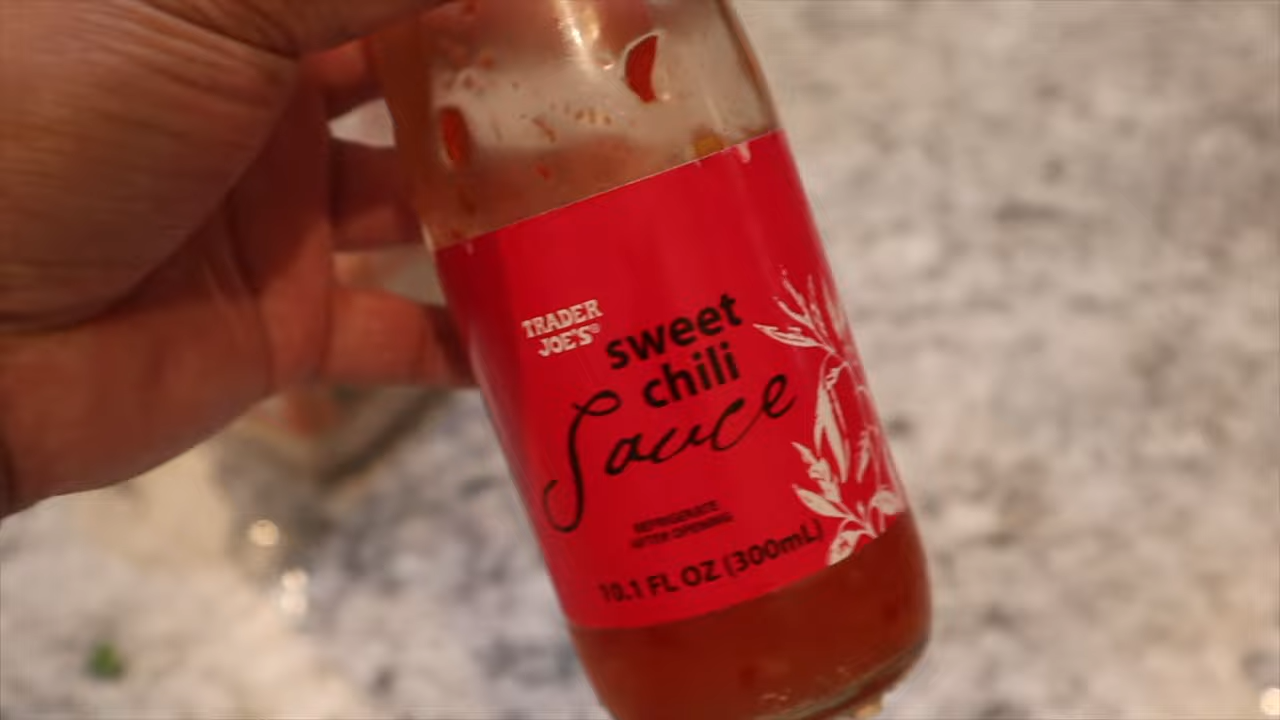 TRADER
JOE'S®
sweet
chili
Sauce
REFRIGERATE
AFTER OPENING
10.1 FL OZ (300mL)